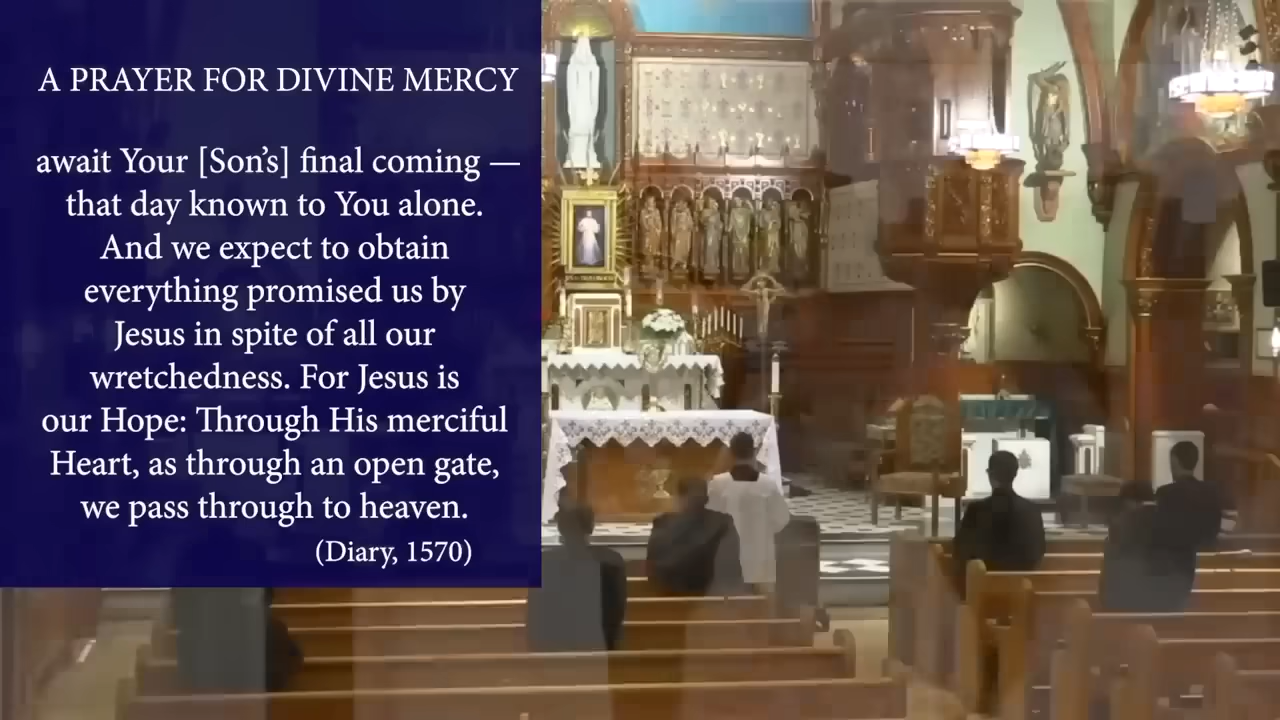 A PRAYER FOR DIVINE MERCY
await Your [Son's] final coming —
that day known to You alone.
And we expect to obtain
everything promised us by
Jesus in spite of all our
wretchedness. For Jesus is
our Hope: Through His merciful
Heart, as through an open gate,
we pass through to heaven.
(Diary, 1570)